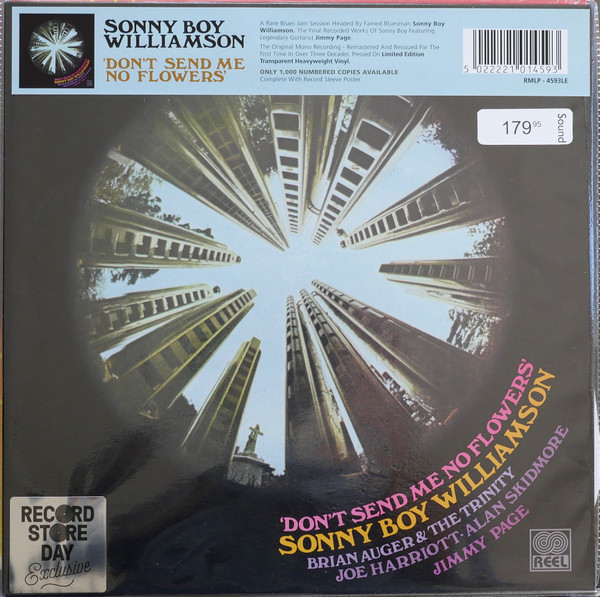 SONNY BOY
WILLIAMSON
'DON'T SEND ME
NO FLOWERS'
A Rare Blues Jam Session Headed By Famed Bluesman Sonny Boy
Williamson. The Final Recorded Works Of Sonny Boy Featuring
Legendary Guitarist Jimmy Page.
The Original Mono Recording - Remastered And Reissued For The
First Time In Over Three Decades. Pressed On Limited Edition
Transparent Heavyweight Vinyl.
ONLY 1,000 NUMBERED COPIES AVAILABLE
Complete With Record Sleeve Poster
5 022221 014593
RMLP - 4593LE
179 95
Sound
'DON'T SEND ME NO FLOWERS'
SONNY BOY WILLIAMSON
BRIAN AUGER & THE TRINITY
JOE HARRIOTT · ALAN SKIDMORE
JIMMY PAGE
RECORD
STORE
DAY
Exclusive
REEL